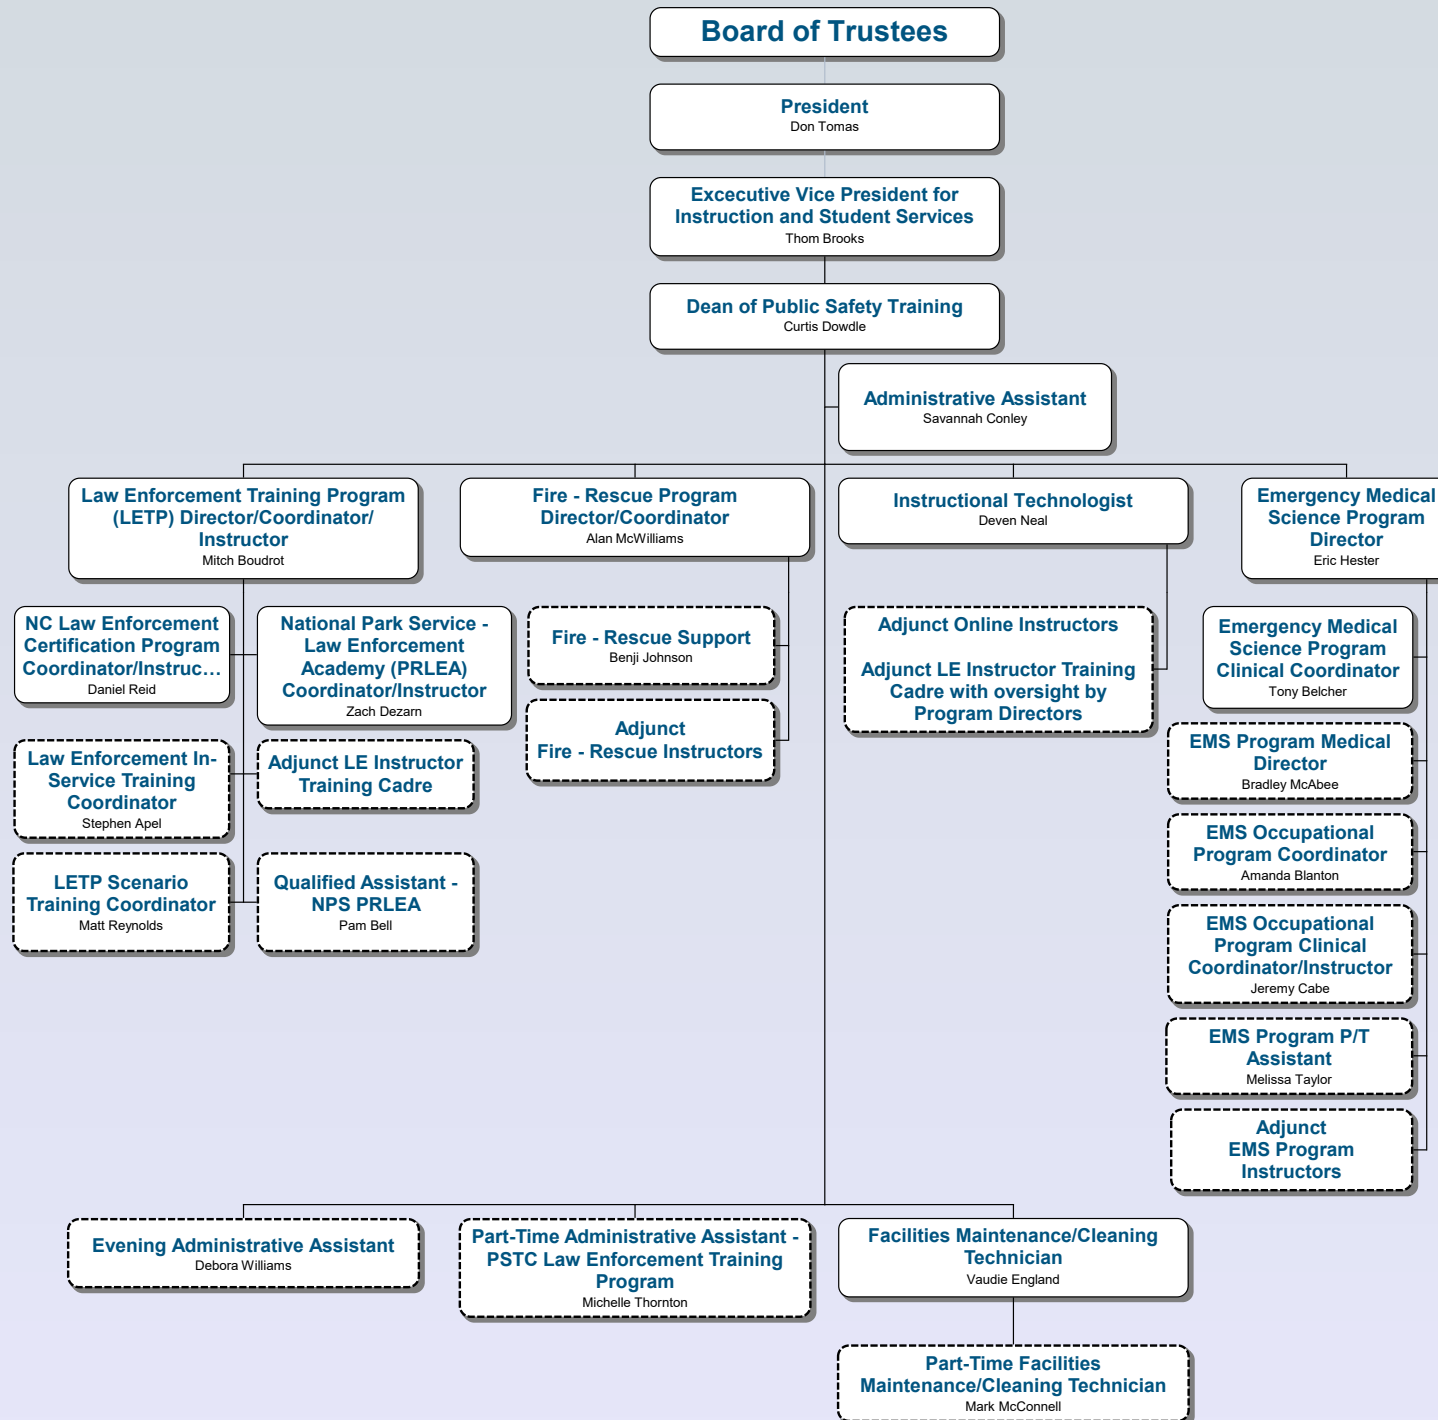 Board of Trustees
President
Don Tomas
Excecutive Vice President for
Instruction and Student Services
Thom Brooks
Dean of Public Safety Training
Curtis Dowdle
Administrative Assistant
Savannah Conley
Law Enforcement Training Program
(LETP) Director/Coordinator/
Instructor
Mitch Boudrot
Fire - Rescue Program
Director/Coordinator
Alan McWilliams
Instructional Technologist
Deven Neal
Emergency Medical
Science Program
Director
Eric Hester
NC Law Enforcement
Certification Program
Coordinator/Instruc...
Daniel Reid
National Park Service -
Law Enforcement
Academy (PRLEA)
Coordinator/Instructor
Zach Dezarn
Fire - Rescue Support
Benji Johnson
Adjunct Online Instructors
Adjunct LE Instructor Training
Cadre with oversight by
Program Directors
Emergency Medical
Science Program
Clinical Coordinator
Tony Belcher
Adjunct
Fire - Rescue Instructors
Law Enforcement In-
Service Training
Coordinator
Stephen Apel
Adjunct LE Instructor
Training Cadre
EMS Program Medical
Director
Bradley McAbee
EMS Occupational
Program Coordinator
Amanda Blanton
LETP Scenario
Training Coordinator
Matt Reynolds
Qualified Assistant -
NPS PRLEA
Pam Bell
EMS Occupational
Program Clinical
Coordinator/Instructor
Jeremy Cabe
EMS Program P/T
Assistant
Melissa Taylor
Adjunct
EMS Program
Instructors
Evening Administrative Assistant
Debora Williams
Part-Time Administrative Assistant -
PSTC Law Enforcement Training
Program
Michelle Thornton
Facilities Maintenance/Cleaning
Technician
Vaudie England
Part-Time Facilities
Maintenance/Cleaning Technician
Mark McConnell